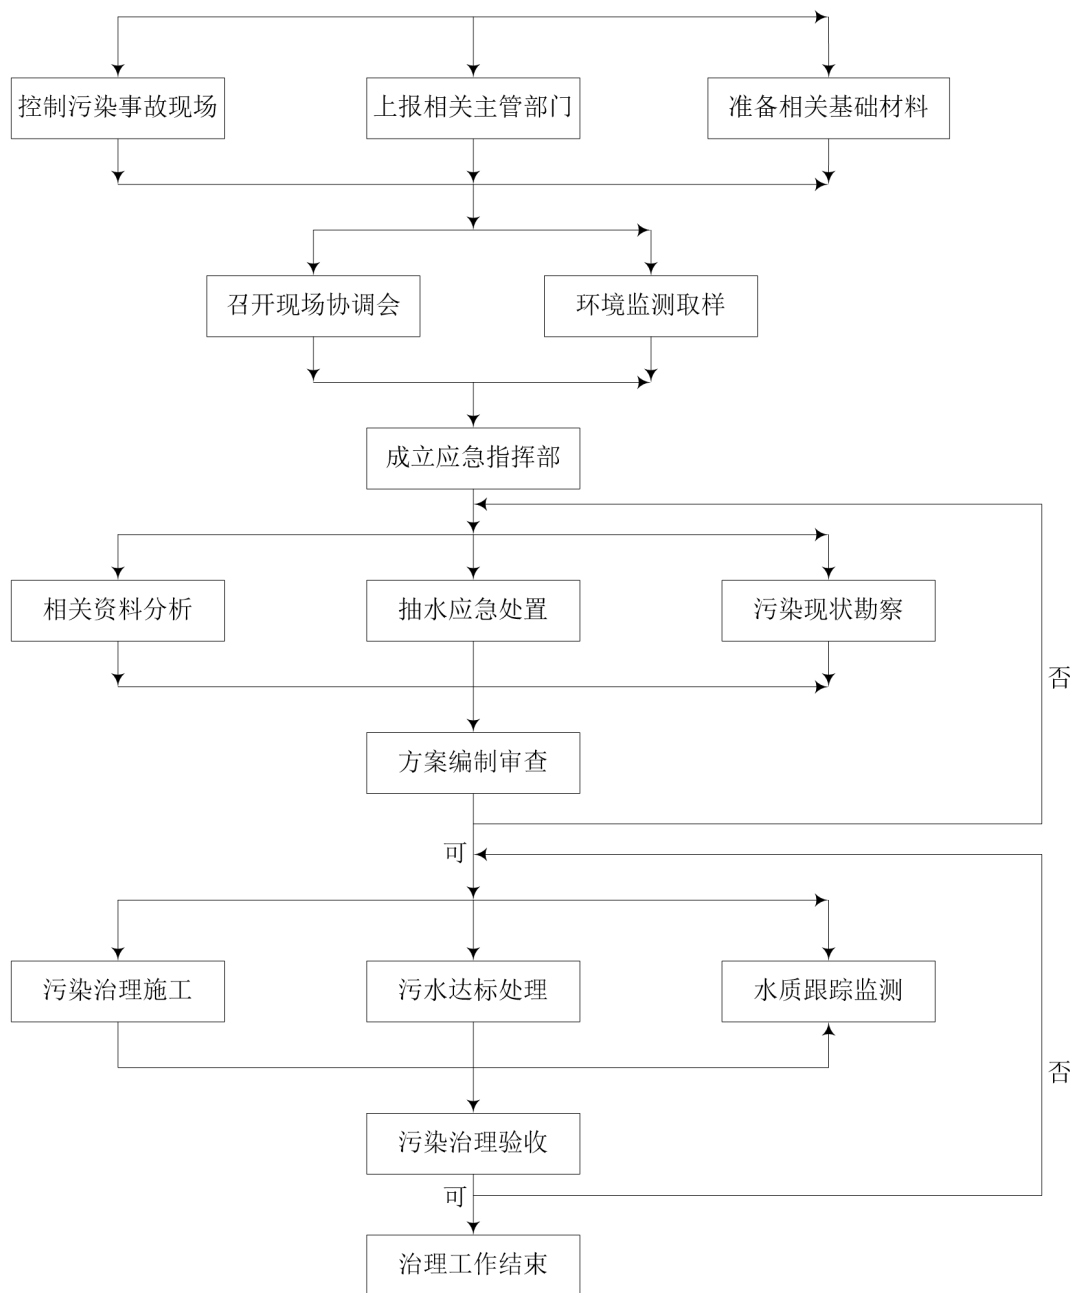 控制污染事故现场
上报相关主管部门
准备相关基础材料
召开现场协调会
环境监测取样
成立应急指挥部
相关资料分析
抽水应急处置
污染现状勘察
否
方案编制审查
可
污染治理施工
污水达标处理
水质跟踪监测
否
污染治理验收
可
治理工作结束